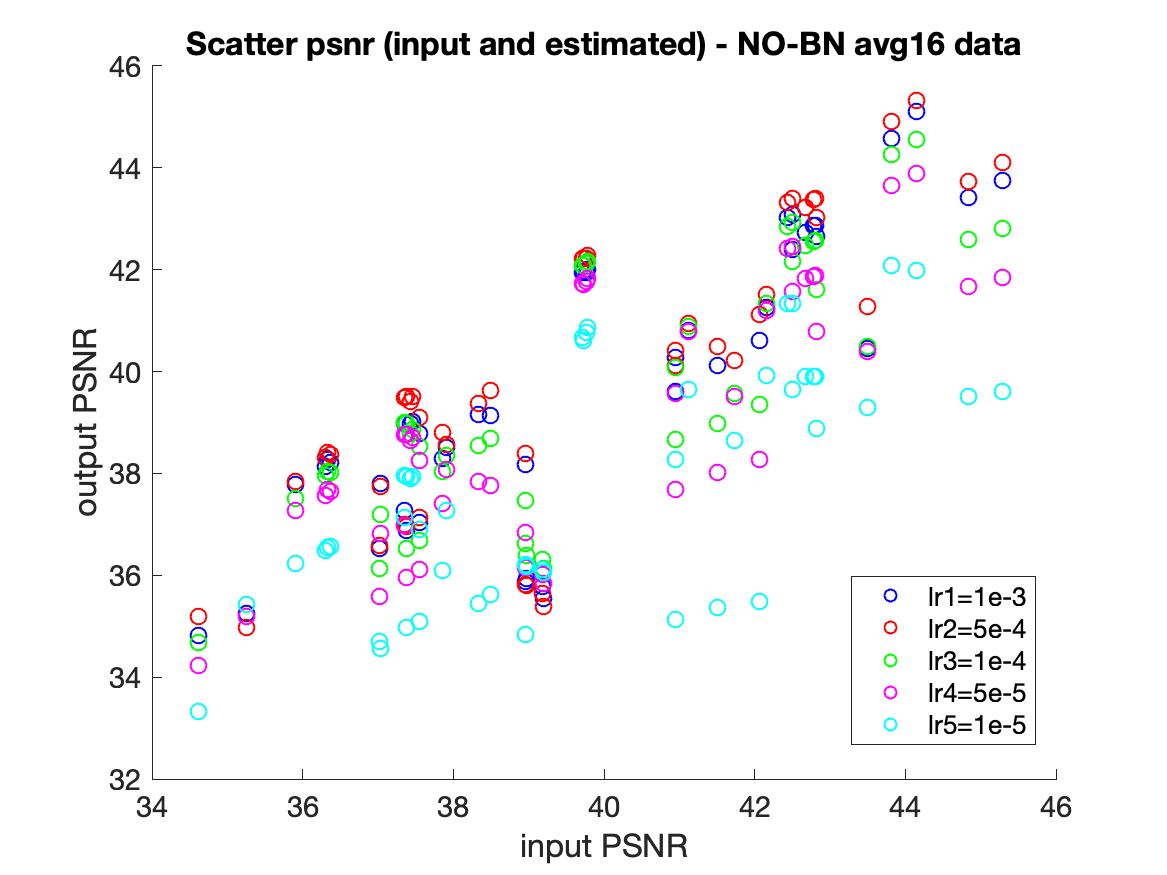 Scatter psnr (input and estimated) - NO-BN avg16 data
46
44
42
40
38
36
34
32
output PSNR
34 36 38 40 42 44 46
input PSNR
lr1=1e-3
lr2=5e-4
lr3=1e-4
lr4=5e-5
lr5=1e-5